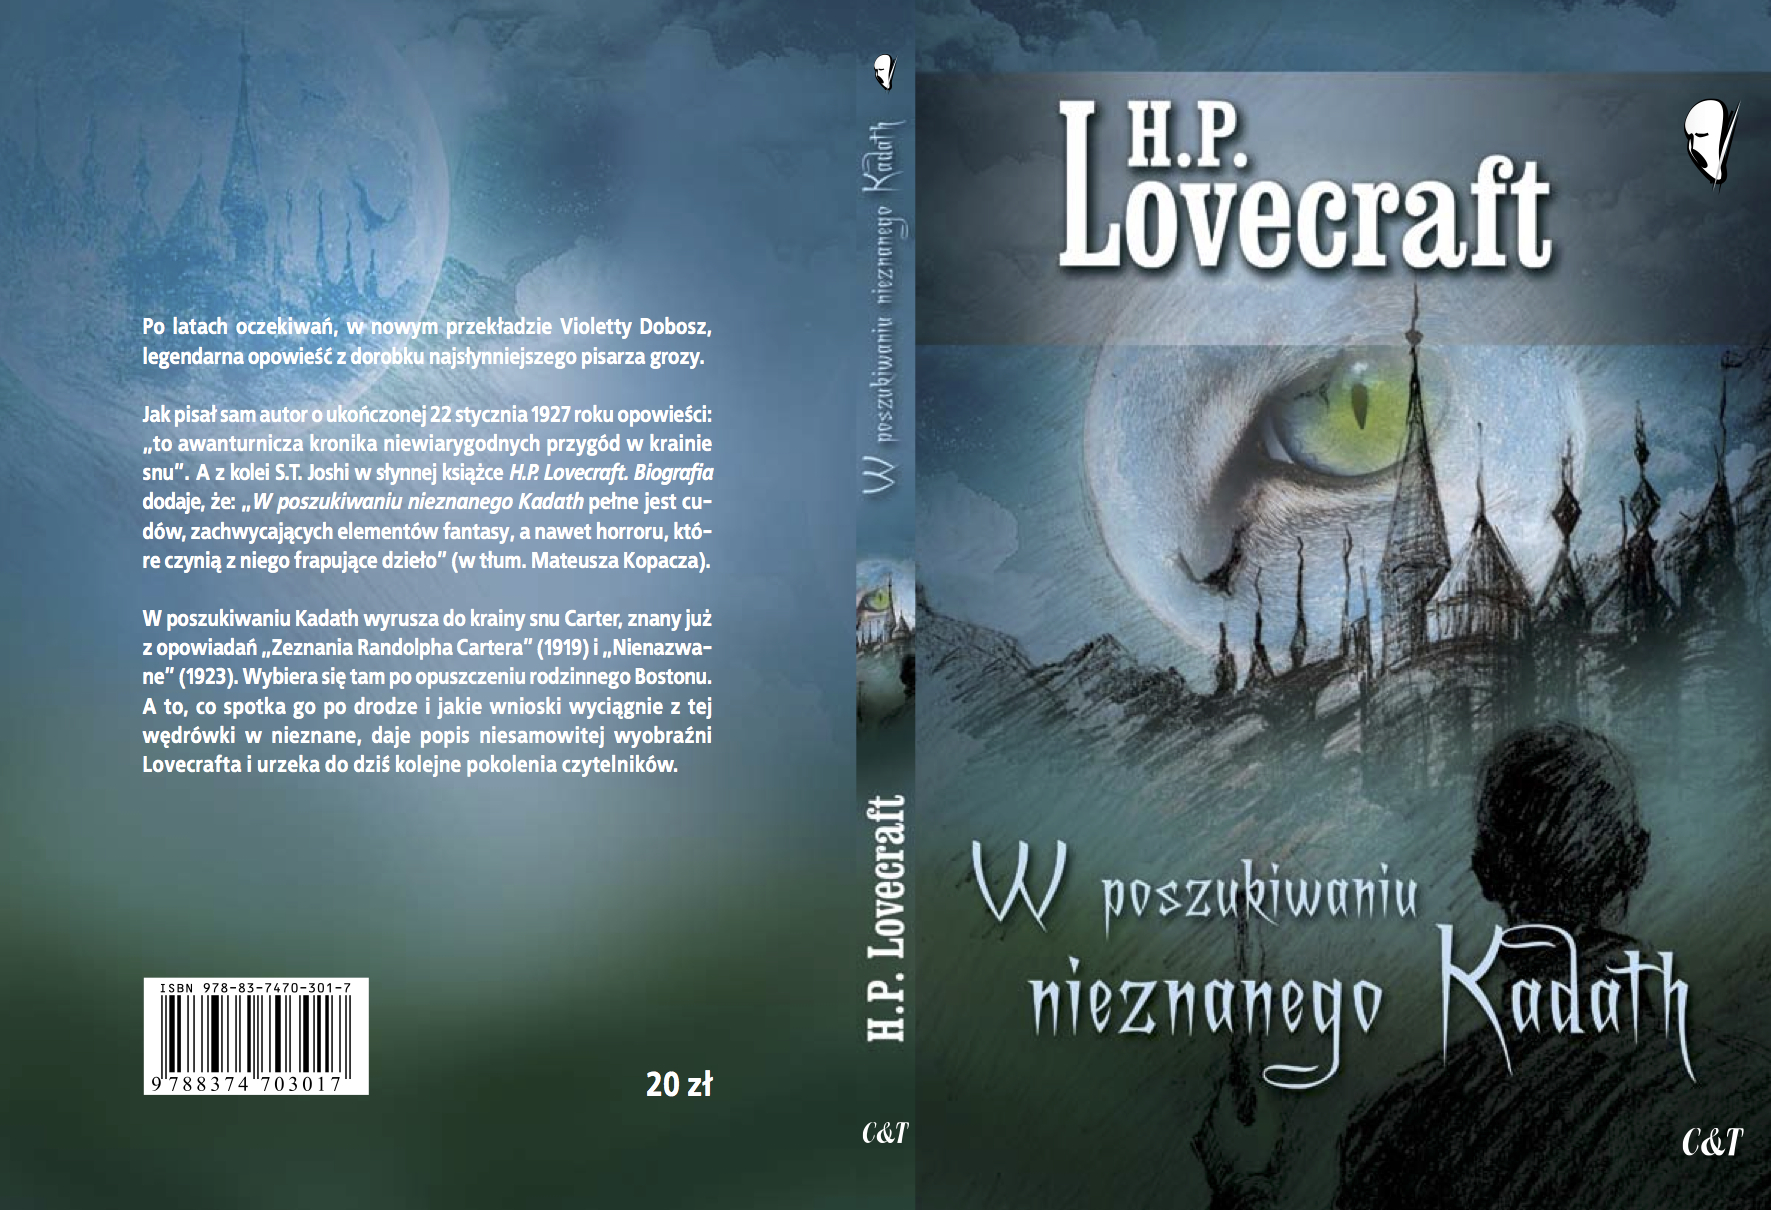 Po latach oczekiwań, w nowym przekładzie Violetty Dobosz,
legendarna opowieść z dorobku najsłynniejszego pisarza grozy.
Jak pisał sam autor o ukończonej 22 stycznia 1927 roku opowieści:
„to awanturnicza kronika niewiarygodnych przygód w krainie
snu”. A z kolei S.T. Joshi w słynnej książce H.P. Lovecraft. Biografia
dodaje, że: „W poszukiwaniu nieznanego Kadath pełne jest cu-
dów, zachwycających elementów fantasy, a nawet horroru, któ-
re czynią z niego frapujące dzieło” (w tłum. Mateusza Kopacza).
W poszukiwaniu Kadath wyrusza do krainy snu Carter, znany już
z opowiadań „Zeznania Randolpha Cartera” (1919) i „Nienazwa-
ne” (1923). Wybiera się tam po opuszczeniu rodzinnego Bostonu.
A to, co spotka go po drodze i jakie wnioski wyciągnie z tej
wędrówki w nieznane, daje popis niesamowitej wyobraźni
Lovecrafta i urzeka do dziś kolejne pokolenia czytelników.
ISBN 978-83-7470-301-7
9 788374 703017
20 zł
H.P. Lovecraft W poszukiwaniu nieznanego Kadath
C&T
H.P.
Lovecraft
W poszukiwaniu
nieznanego Kadath
C&T